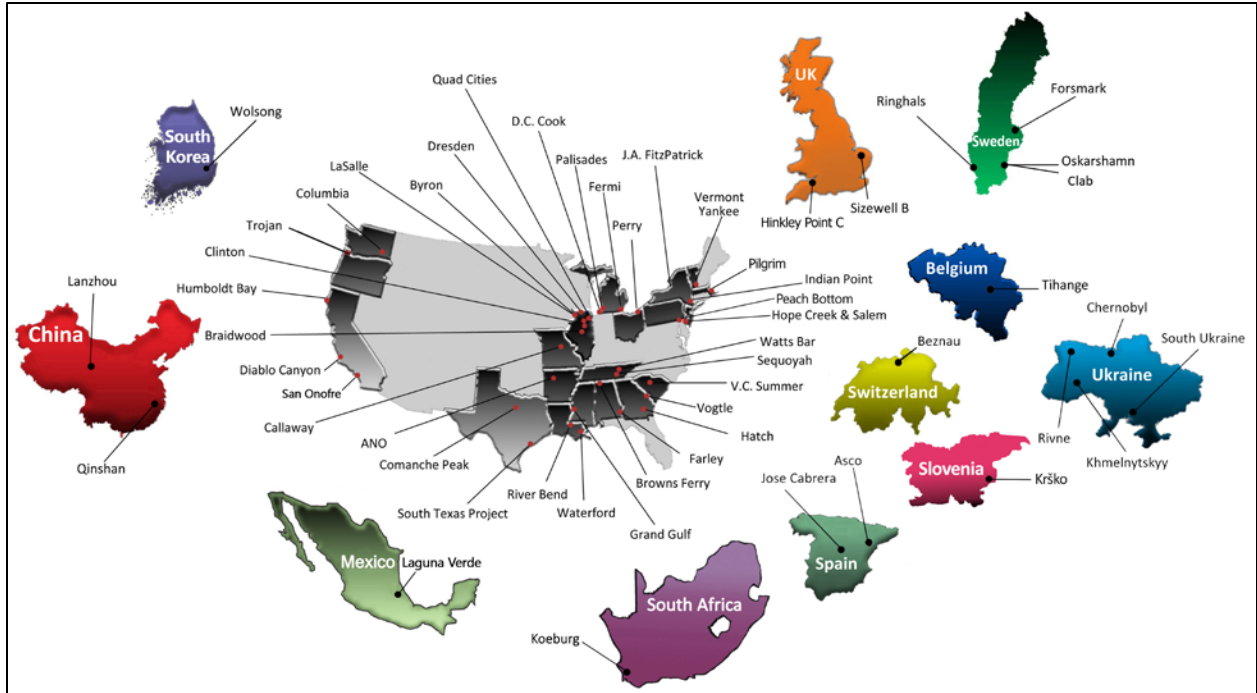 Quad Cities
D.C. Cook
Dresden
Palisades
J.A. FitzPatrick
LaSalle
Columbia
Byron
Fermi
Vermont
Yankee
Trojan
Clinton
Perry
Pilgrim
Humboldt Bay
Indian Point
Peach Bottom
Hope Creek & Salem
Braidwood
Watts Bar
Sequoyah
Diablo Canyon
San Onofre
V.C. Summer
Vogtle
Callaway
Hatch
ANO
Comanche Peak
Farley
Browns Ferry
River Bend
South Texas Project
Waterford
Grand Gulf
South
Korea
Wolsong
China
Lanzhou
Qinshan
Mexico
Laguna Verde
South Africa
Koeburg
UK
Hinkley Point C
Sizewell B
Sweden
Ringhals
Forsmark
Oskarshamn
Clab
Belgium
Tihange
Switzerland
Beznau
Ukraine
Chernobyl
South Ukraine
Rivne
Khmelnytskyy
Slovenia
Krško
Spain
Jose Cabrera
Asco